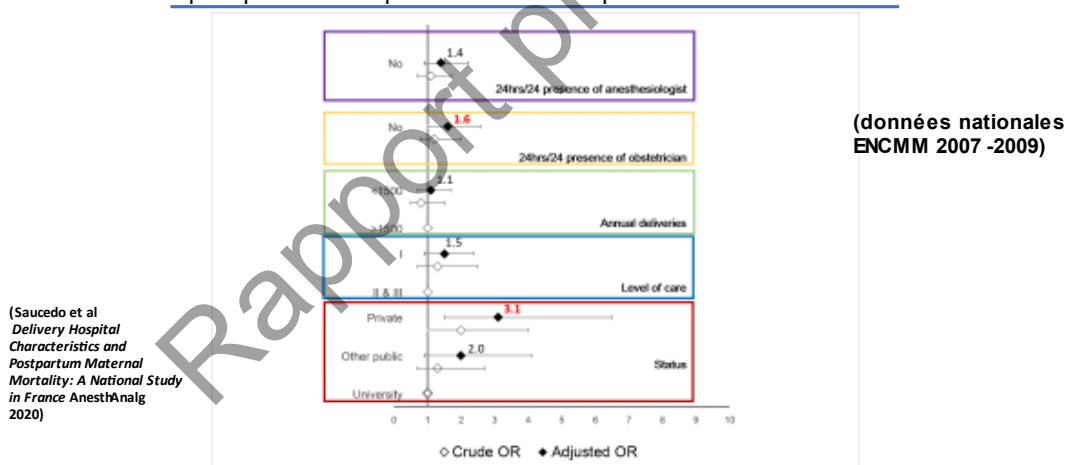 1.4
No
24hrs/24 presence of anesthesiologist
1.6
No
24hrs/24 presence of obstetrician
(données nationales
ENCMM 2007 -2009)
1.1
<1500
>1500
Annual deliveries
1.5
I
II & III
Level of care
3.1
Private
2.0
Other public
Status
University
(Saucedo et al
Delivery Hospital
Characteristics and
Postpartum Maternal
Mortality: A National Study
in France AnesthAnalg
2020)
0 1 2 3 4 5 6 7 8 9 10
Crude OR Adjusted OR
Rapport